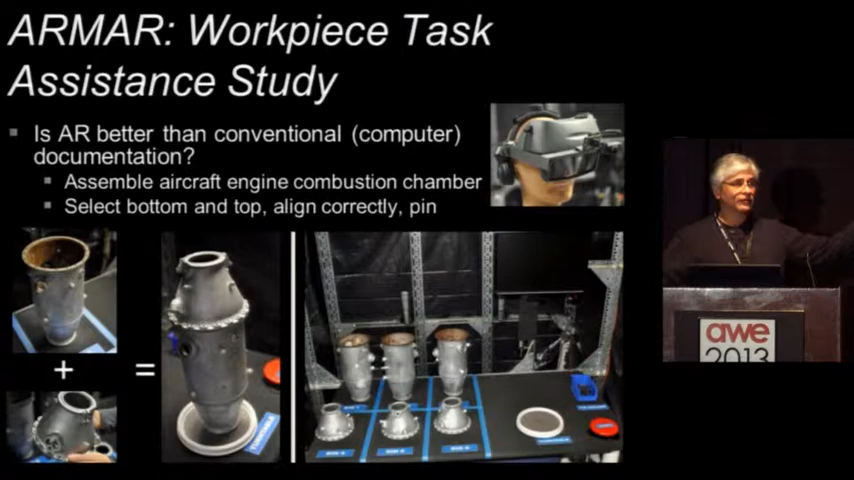 ARMAR: Workpiece Task
Assistance Study
Is AR better than conventional (computer)
documentation?
Assemble aircraft engine combustion chamber
Select bottom and top, align correctly, pin
+
=
awe
2013